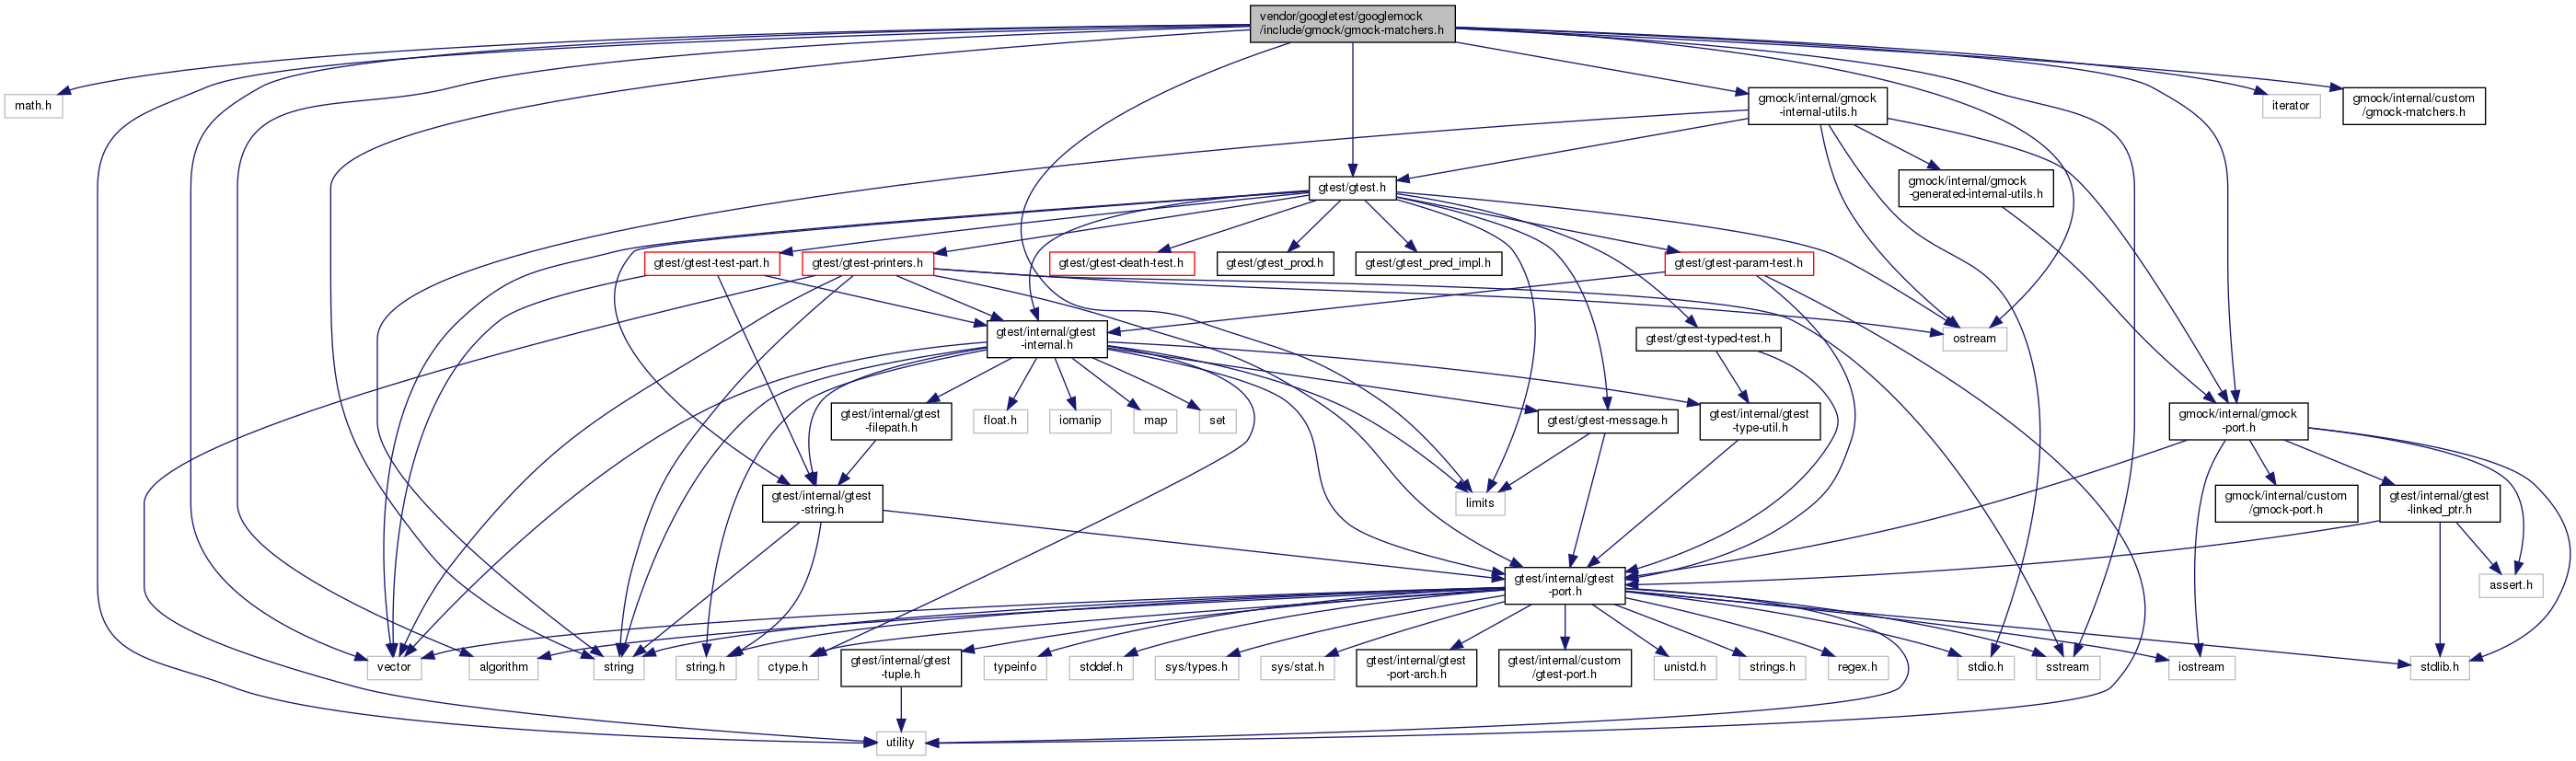 vendor/googletest/googlemock
/include/gmock/gmock-matchers.h
math.h
gmock/internal/gmock
-internal-utils.h
iterator
gmock/internal/custom
/gmock-matchers.h
gtest/gtest.h
gmock/internal/gmock
-generated-internal-utils.h
gtest/gtest-test-part.h
gtest/gtest-printers.h
gtest/gtest-death-test.h
gtest/gtest_prod.h
gtest/gtest_pred_impl.h
gtest/gtest-param-test.h
gtest/internal/gtest
-internal.h
gtest/gtest-typed-test.h
ostream
gtest/internal/gtest
-filepath.h
float.h
iomanip
map
set
gtest/gtest-message.h
gtest/internal/gtest
-type-util.h
gmock/internal/gmock
-port.h
gtest/internal/gtest
-string.h
limits
gmock/internal/custom
/gmock-port.h
gtest/internal/gtest
-linked_ptr.h
gtest/internal/gtest
-port.h
assert.h
vector
algorithm
string
string.h
ctype.h
gtest/internal/gtest
-tuple.h
typeinfo
stddef.h
sys/types.h
sys/stat.h
gtest/internal/gtest
-port-arch.h
gtest/internal/custom
/gtest-port.h
unistd.h
strings.h
regex.h
stdio.h
sstream
iostream
stdlib.h
utility